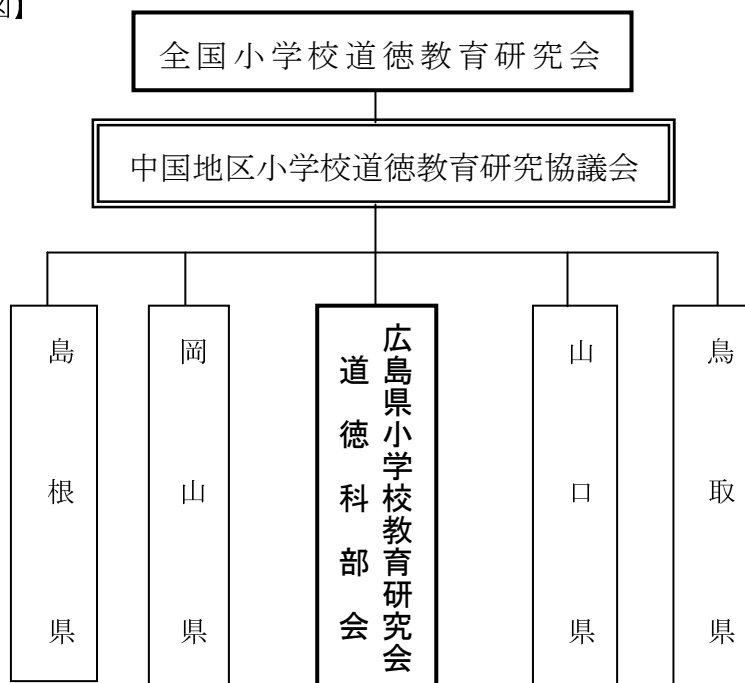 図】
全国小学校道徳教育研究会
中国地区小学校道徳教育研究協議会
島根県
岡山県
広島県小学校教育研究会
道徳科部会
山口県
鳥取県